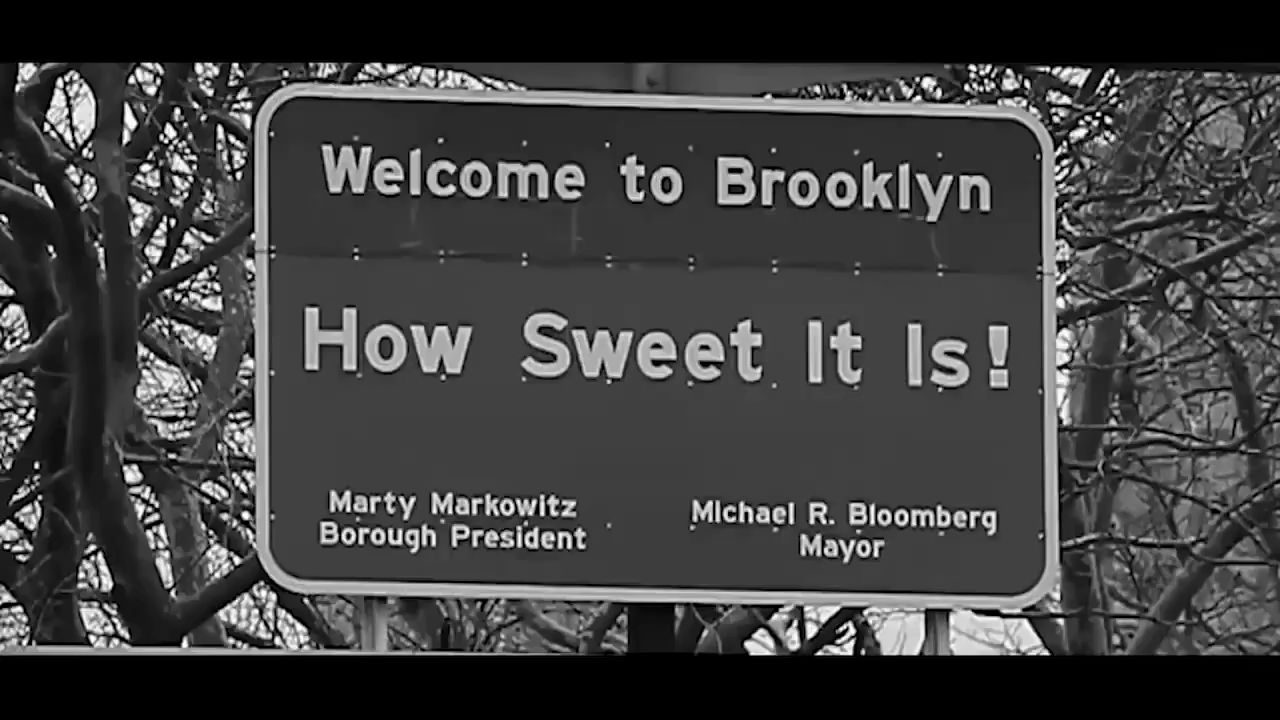 Welcome to Brooklyn
How Sweet It Is!
Marty Markowitz
Borough President
Michael R. Bloomberg
Mayor